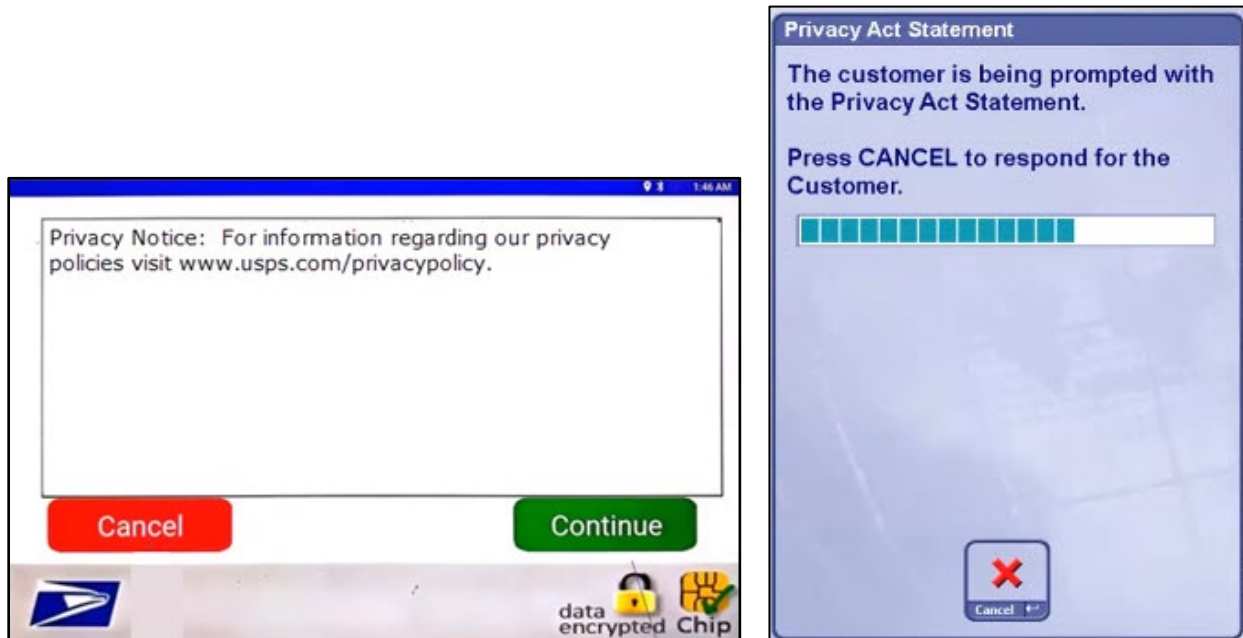 1:46 AM
Privacy Notice: For information regarding our privacy
policies visit www.usps.com/privacypolicy.
Cancel
Continue
data
encrypted
Chip
Privacy Act Statement
The customer is being prompted with
the Privacy Act Statement.
Press CANCEL to respond for the
Customer.
Cancel